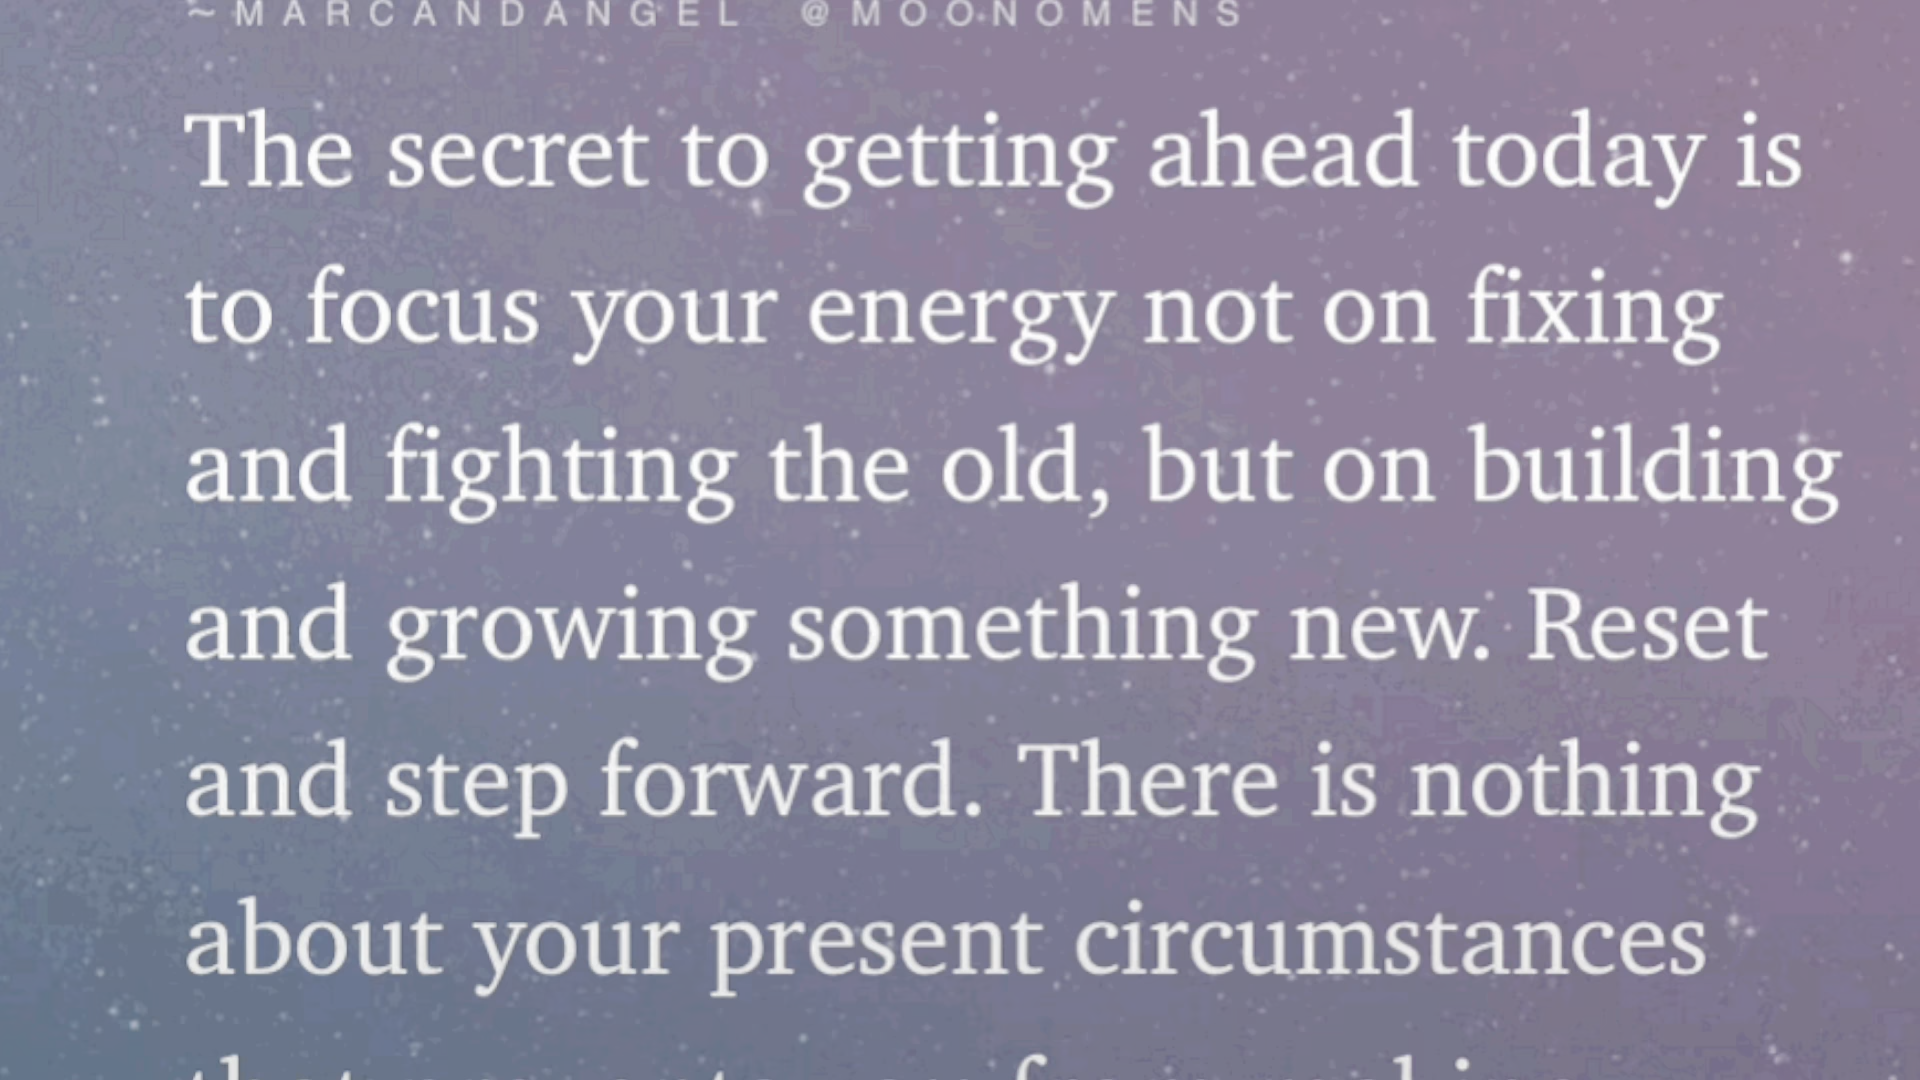 ~MARCANDANGEL @MOONOMENS
The secret to getting ahead today is
to focus your energy not on fixing
and fighting the old, but on building
and growing something new. Reset
and step forward. There is nothing
about your present circumstances